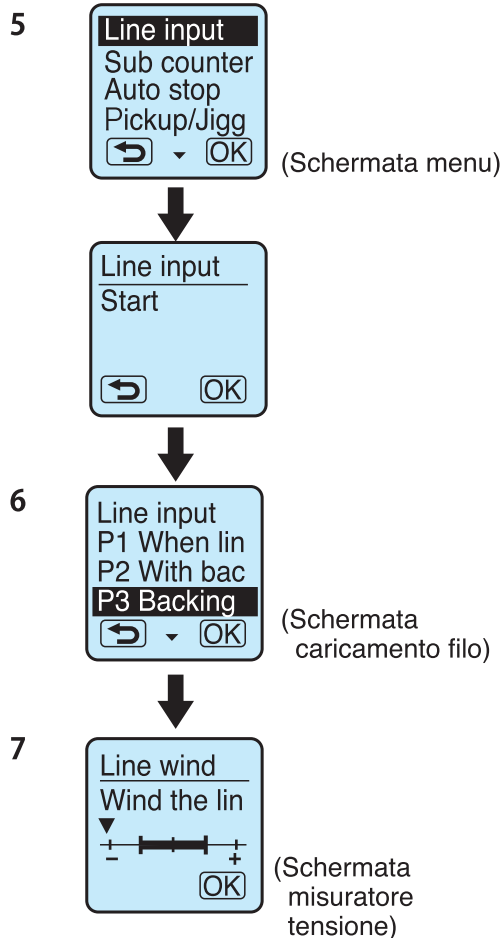 5
Line input
Sub counter
Auto stop
Pickup/Jigg
OK
(Schermata menu)
Line input
Start
OK
6
Line input
P1 When lin
P2 With bac
P3 Backing
OK
(Schermata
caricamento filo)
7
Line wind
Wind the lin
– +
OK
(Schermata
misuratore
tensione)